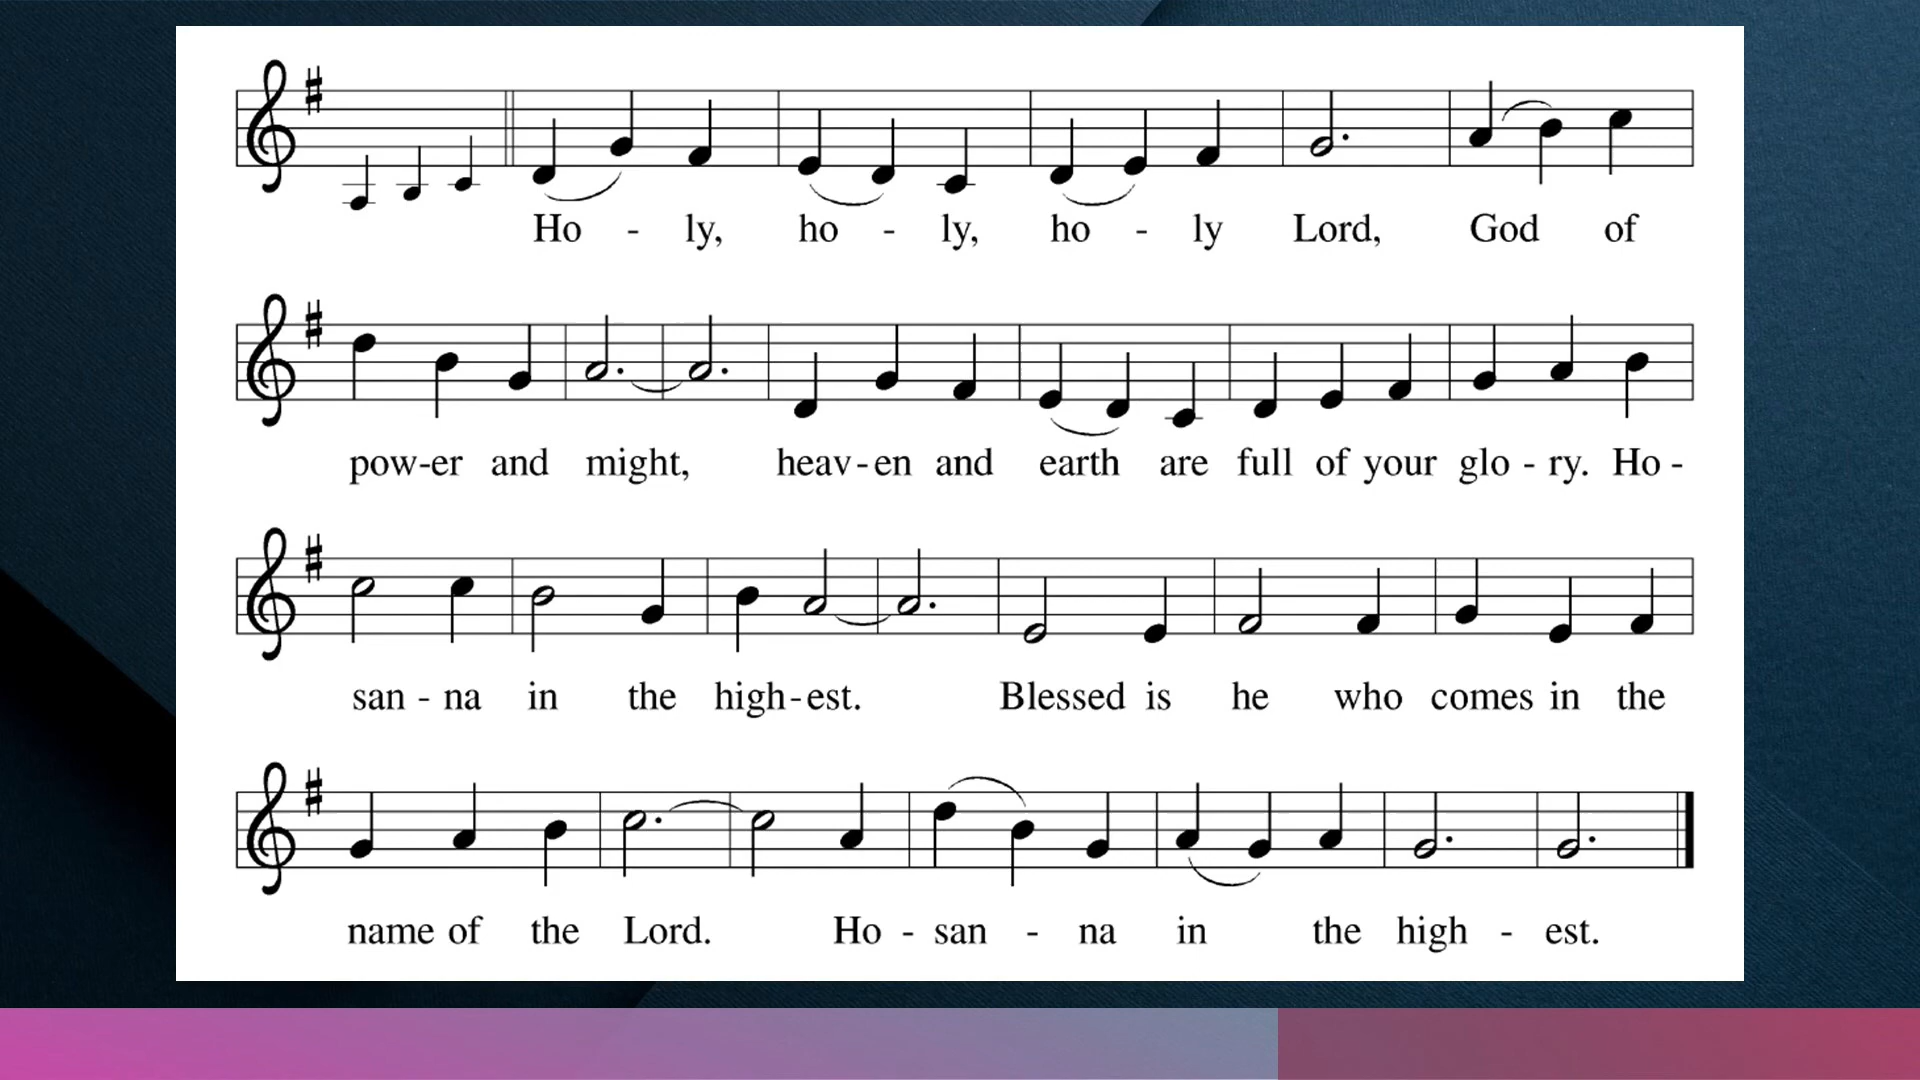 Ho - ly, ho - ly, ho - ly Lord, God of
pow-er and might, heav-en and earth are full of your glo - ry. Ho -
san - na in the high-est. Blessed is he who comes in the
name of the Lord. Ho - san - na in the high - est.